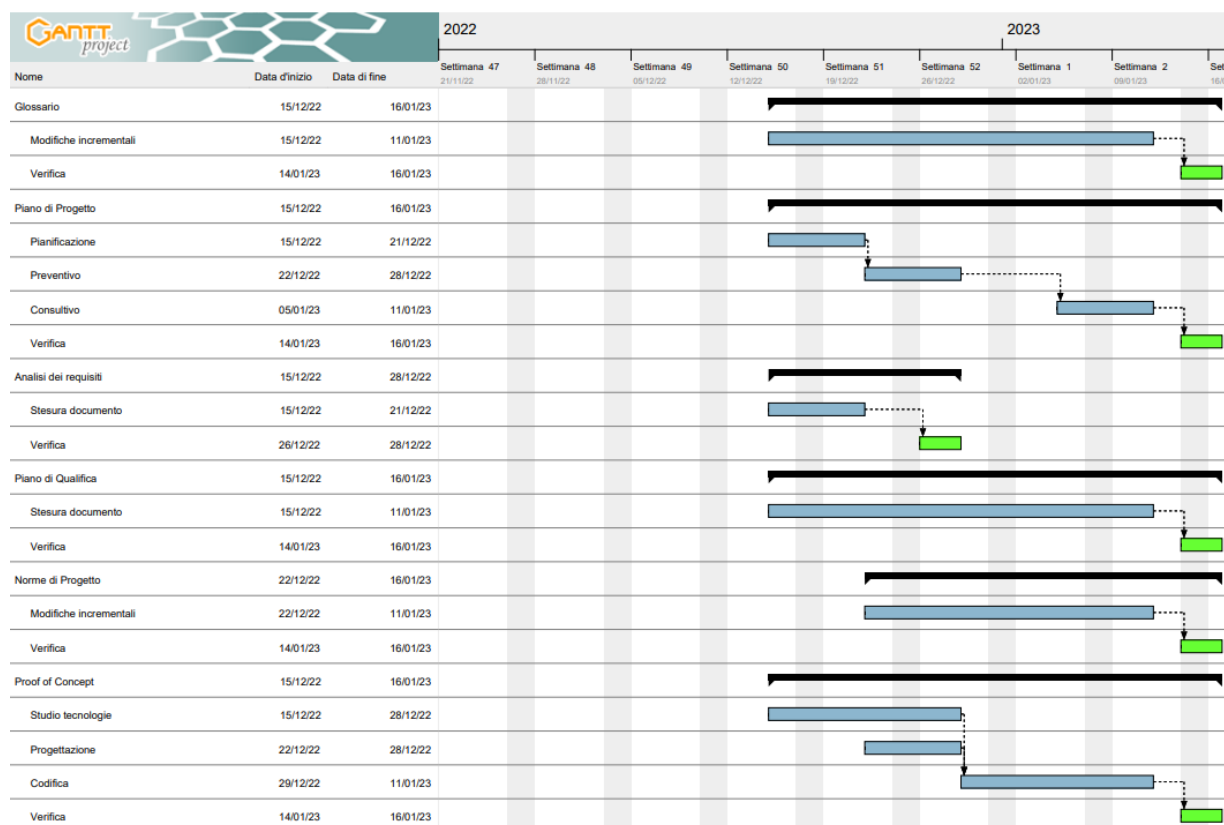 GANTT
project
2022 2023
Nome Data d'inizio Data di fine
Settimana 47 Settimana 48 Settimana 49 Settimana 50 Settimana 51 Settimana 52 Settimana 1 Settimana 2
21/11/22 28/11/22 05/12/22 12/12/22 19/12/22 26/12/22 02/01/23 09/01/23
Glossario 15/12/22 16/01/23
Modifiche incrementali 15/12/22 11/01/23
Verifica 14/01/23 16/01/23
Piano di Progetto 15/12/22 16/01/23
Pianificazione 15/12/22 21/12/22
Preventivo 22/12/22 28/12/22
Consultivo 05/01/23 11/01/23
Verifica 14/01/23 16/01/23
Analisi dei requisiti 15/12/22 28/12/22
Stesura documento 15/12/22 21/12/22
Verifica 26/12/22 28/12/22
Piano di Qualifica 15/12/22 16/01/23
Stesura documento 15/12/22 11/01/23
Verifica 14/01/23 16/01/23
Norme di Progetto 22/12/22 16/01/23
Modifiche incrementali 22/12/22 11/01/23
Verifica 14/01/23 16/01/23
Proof of Concept 15/12/22 16/01/23
Studio tecnologie 15/12/22 28/12/22
Progettazione 22/12/22 28/12/22
Codifica 29/12/22 11/01/23
Verifica 14/01/23 16/01/23